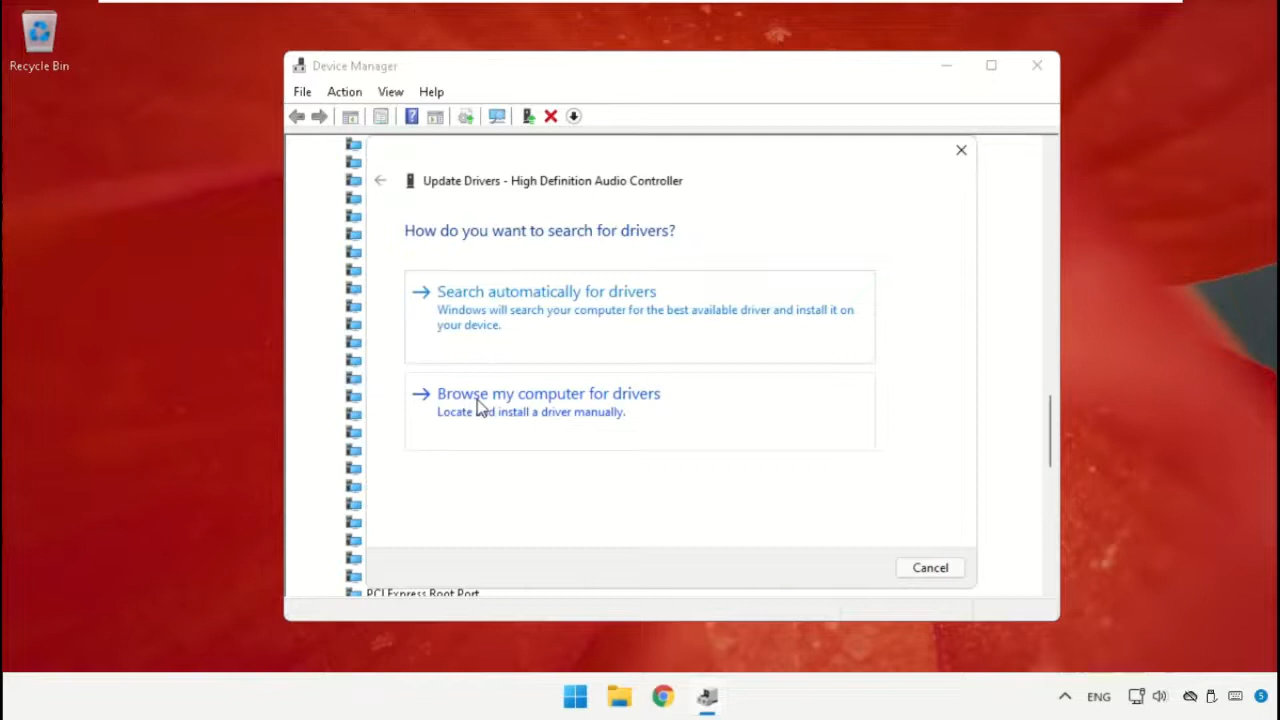 Recycle Bin
Device Manager
File Action View Help
Update Drivers - High Definition Audio Controller
How do you want to search for drivers?
Search automatically for drivers
Windows will search your computer for the best available driver and install it on
your device.
Browse my computer for drivers
Locate and install a driver manually.
Cancel
PCI Express Root Port
ENG
5